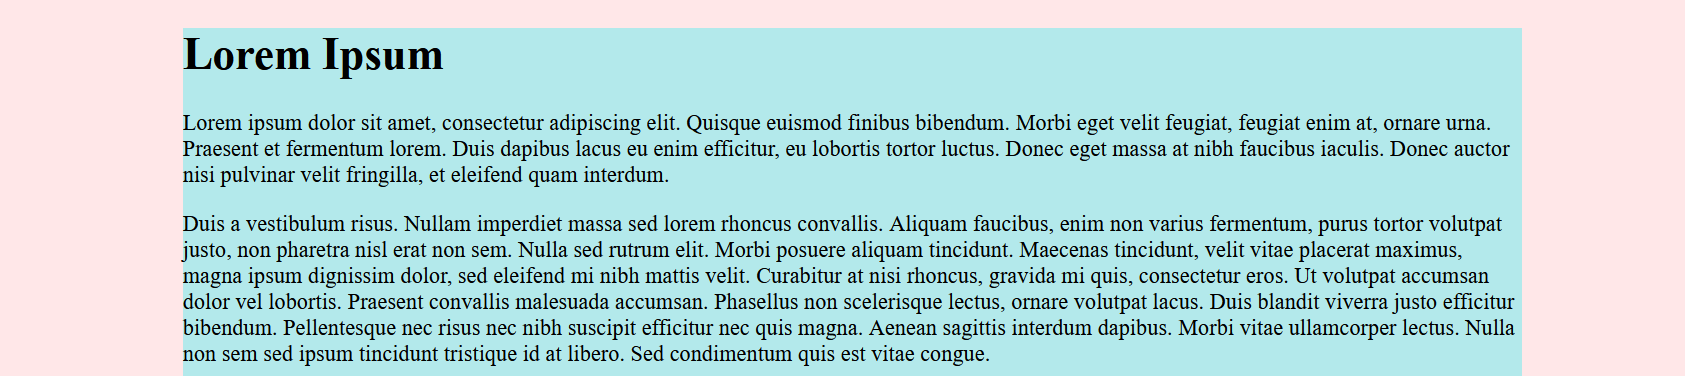 Lorem Ipsum
Lorem ipsum dolor sit amet, consectetur adipiscing elit. Quisque euismod finibus bibendum. Morbi eget velit feugiat, feugiat enim at, ornare urna.
Praesent et fermentum lorem. Duis dapibus lacus eu enim efficitur, eu lobortis tortor luctus. Donec eget massa at nibh faucibus iaculis. Donec auctor
nisi pulvinar velit fringilla, et eleifend quam interdum.
Duis a vestibulum risus. Nullam imperdiet massa sed lorem rhoncus convallis. Aliquam faucibus, enim non varius fermentum, purus tortor volutpat
justo, non pharetra nisl erat non sem. Nulla sed rutrum elit. Morbi posuere aliquam tincidunt. Maecenas tincidunt, velit vitae placerat maximus,
magna ipsum dignissim dolor, sed eleifend mi nibh mattis velit. Curabitur at nisi rhoncus, gravida mi quis, consectetur eros. Ut volutpat accumsan
dolor vel lobortis. Praesent convallis malesuada accumsan. Phasellus non scelerisque lectus, ornare volutpat lacus. Duis blandit viverra justo efficitur
bibendum. Pellentesque nec risus nec nibh suscipit efficitur nec quis magna. Aenean sagittis interdum dapibus. Morbi vitae ullamcorper lectus. Nulla
non sem sed ipsum tincidunt tristique id at libero. Sed condimentum quis est vitae congue.